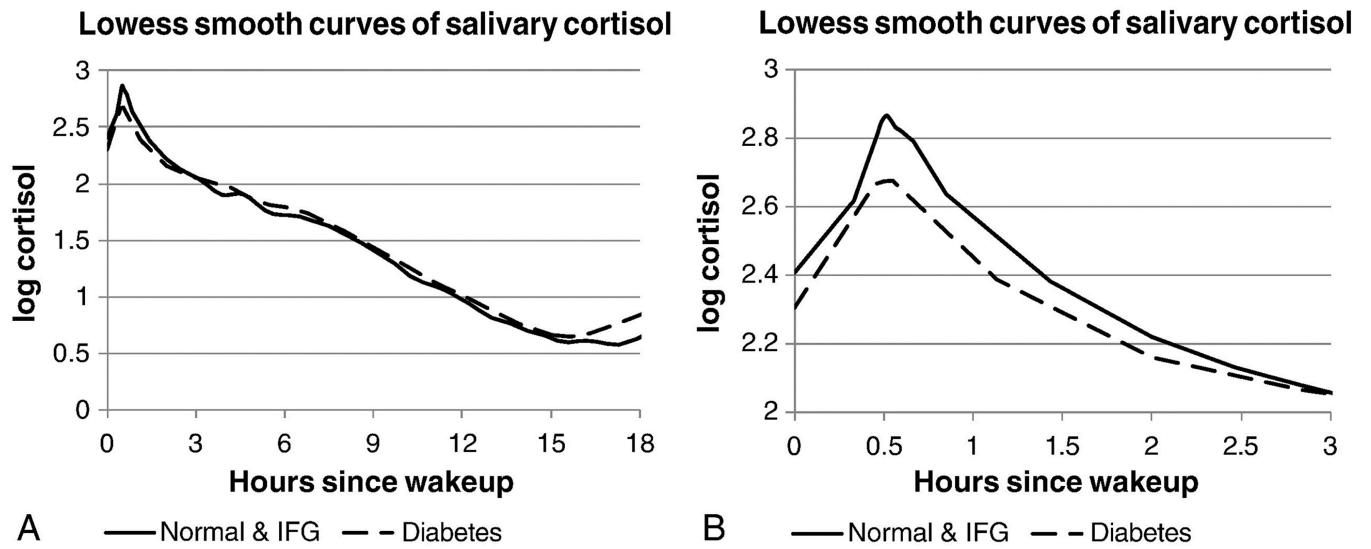 Lowess smooth curves of salivary cortisol
3
2.5
2
1.5
1
0.5
0
log cortisol
0 3 6 9 12 15 18
Hours since wakeup
A
Normal & IFG Diabetes
Lowess smooth curves of salivary cortisol
3
2.8
2.6
2.4
2.2
2
log cortisol
0 0.5 1 1.5 2 2.5 3
Hours since wakeup
B
Normal & IFG Diabetes